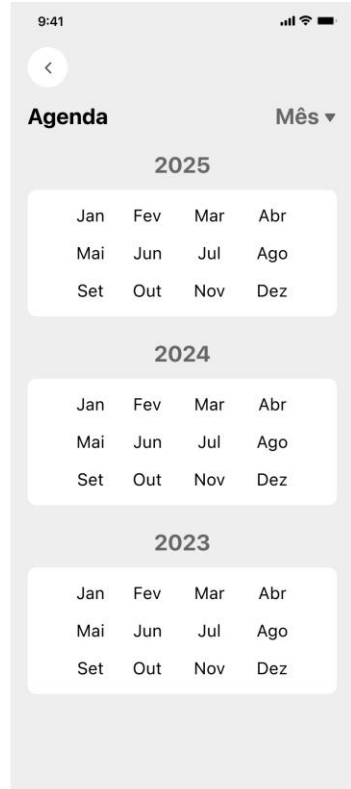 9:41
Agenda Mês
2025
Jan Fev Mar Abr
Mai Jun Jul Ago
Set Out Nov Dez
2024
Jan Fev Mar Abr
Mai Jun Jul Ago
Set Out Nov Dez
2023
Jan Fev Mar Abr
Mai Jun Jul Ago
Set Out Nov Dez